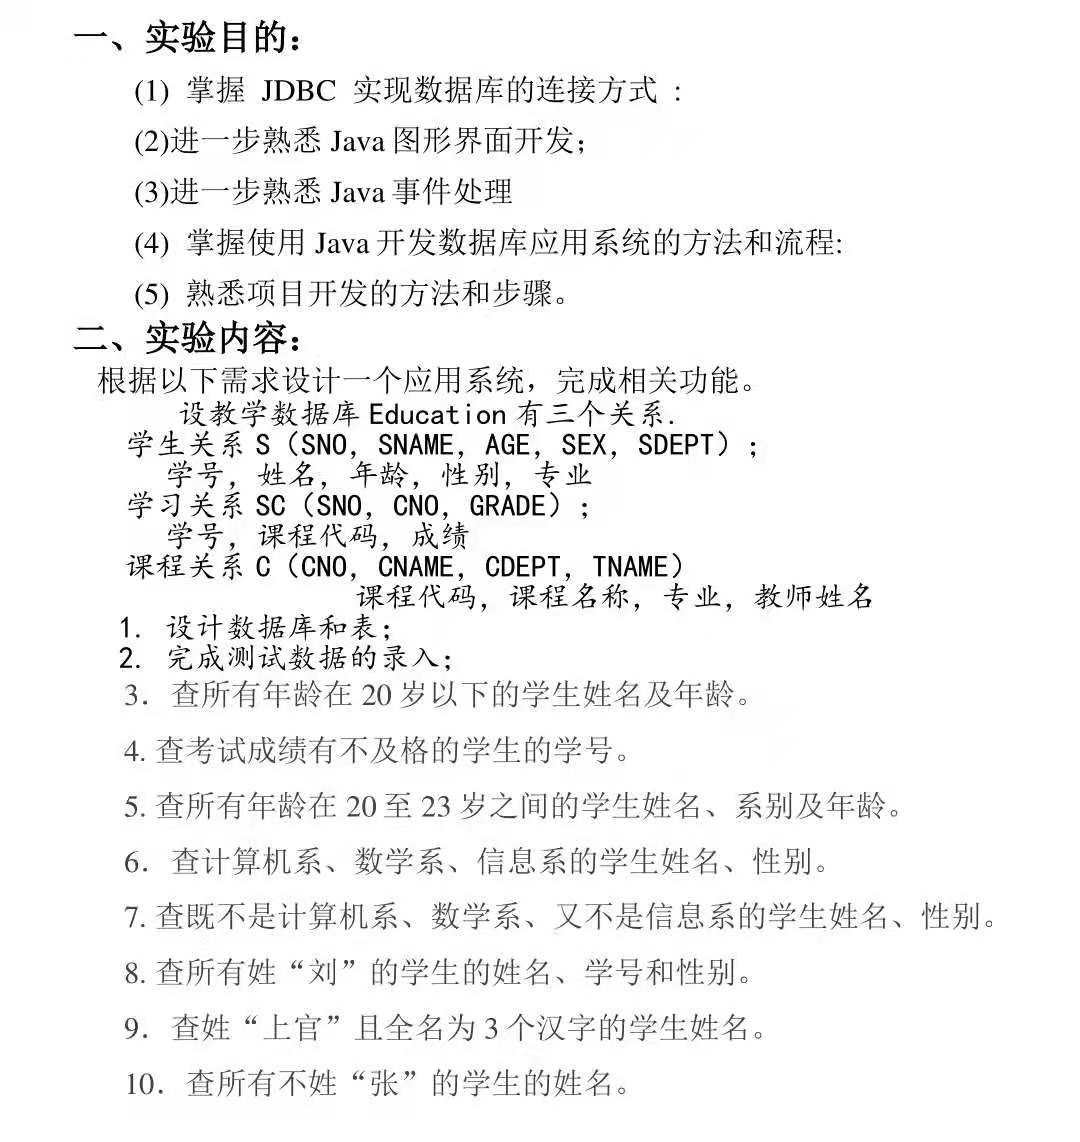 一、实验目的：
(1) 掌握 JDBC 实现数据库的连接方式 :
(2)进一步熟悉 Java 图形界面开发；
(3)进一步熟悉 Java 事件处理
(4) 掌握使用 Java 开发数据库应用系统的方法和流程:
(5) 熟悉项目开发的方法和步骤。
二、实验内容：
根据以下需求设计一个应用系统，完成相关功能。
设教学数据库 Education 有三个关系.
学生关系 S（SNO, SNAME, AGE, SEX, SDEPT）;
学号, 姓名, 年龄, 性别, 专业
学习关系 SC（SNO, CNO, GRADE）;
学号, 课程代码, 成绩
课程关系 C（CNO, CNAME, CDEPT, TNAME）
课程代码, 课程名称, 专业, 教师姓名
1. 设计数据库和表;
2. 完成测试数据的录入;
3．查所有年龄在 20 岁以下的学生姓名及年龄。
4. 查考试成绩有不及格的学生的学号。
5. 查所有年龄在 20 至 23 岁之间的学生姓名、系别及年龄。
6．查计算机系、数学系、信息系的学生姓名、性别。
7. 查既不是计算机系、数学系、又不是信息系的学生姓名、性别。
8. 查所有姓“刘”的学生的姓名、学号和性别。
9．查姓“上官”且全名为 3 个汉字的学生姓名。
10．查所有不姓“张”的学生的姓名。